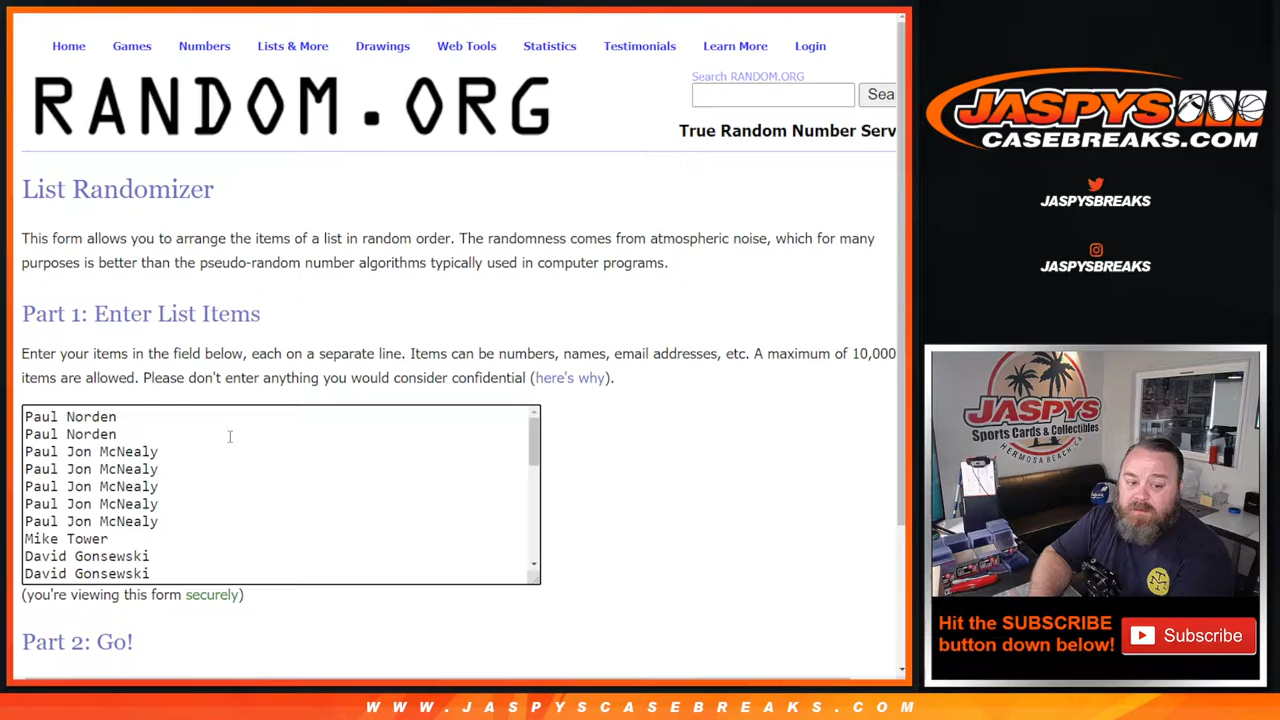 Home Games Numbers Lists & More Drawings Web Tools Statistics Testimonials Learn More Login
Search RANDOM.ORG
RANDOM.ORG
Sea
True Random Number Serv
List Randomizer
This form allows you to arrange the items of a list in random order. The randomness comes from atmospheric noise, which for many
purposes is better than the pseudo-random number algorithms typically used in computer programs.
Part 1: Enter List Items
Enter your items in the field below, each on a separate line. Items can be numbers, names, email addresses, etc. A maximum of 10,000
items are allowed. Please don't enter anything you would consider confidential (here's why).
Paul Norden
Paul Norden
Paul Jon McNealy
Paul Jon McNealy
Paul Jon McNealy
Paul Jon McNealy
Paul Jon McNealy
Mike Tower
David Gonsewski
David Gonsewski
(you're viewing this form securely)
Part 2: Go!
JASPYS
CASEBREAKS.COM
JASPYSBREAKS
JASPYSBREAKS
JASPYS
Sports Cards & Collectibles
HERMOSA BEACH, CA
Hit the SUBSCRIBE
button down below!
Subscribe
WWW.JASPYSCASEBREAKS.COM